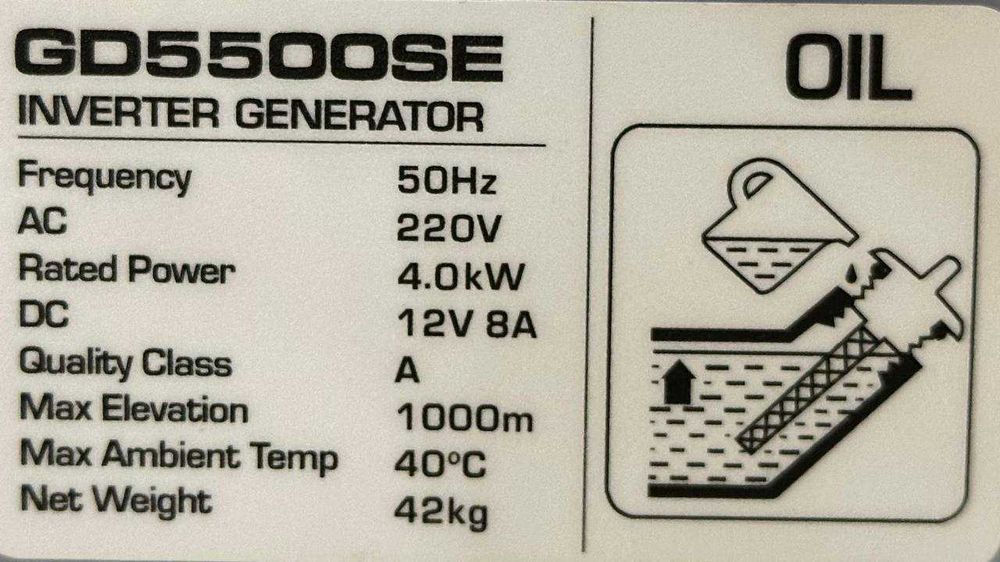 GD5500SE
INVERTER GENERATOR
Frequency 50Hz
AC 220V
Rated Power 4.0kW
DC 12V 8A
Quality Class A
Max Elevation 1000m
Max Ambient Temp 40°C
Net Weight 42kg
OIL